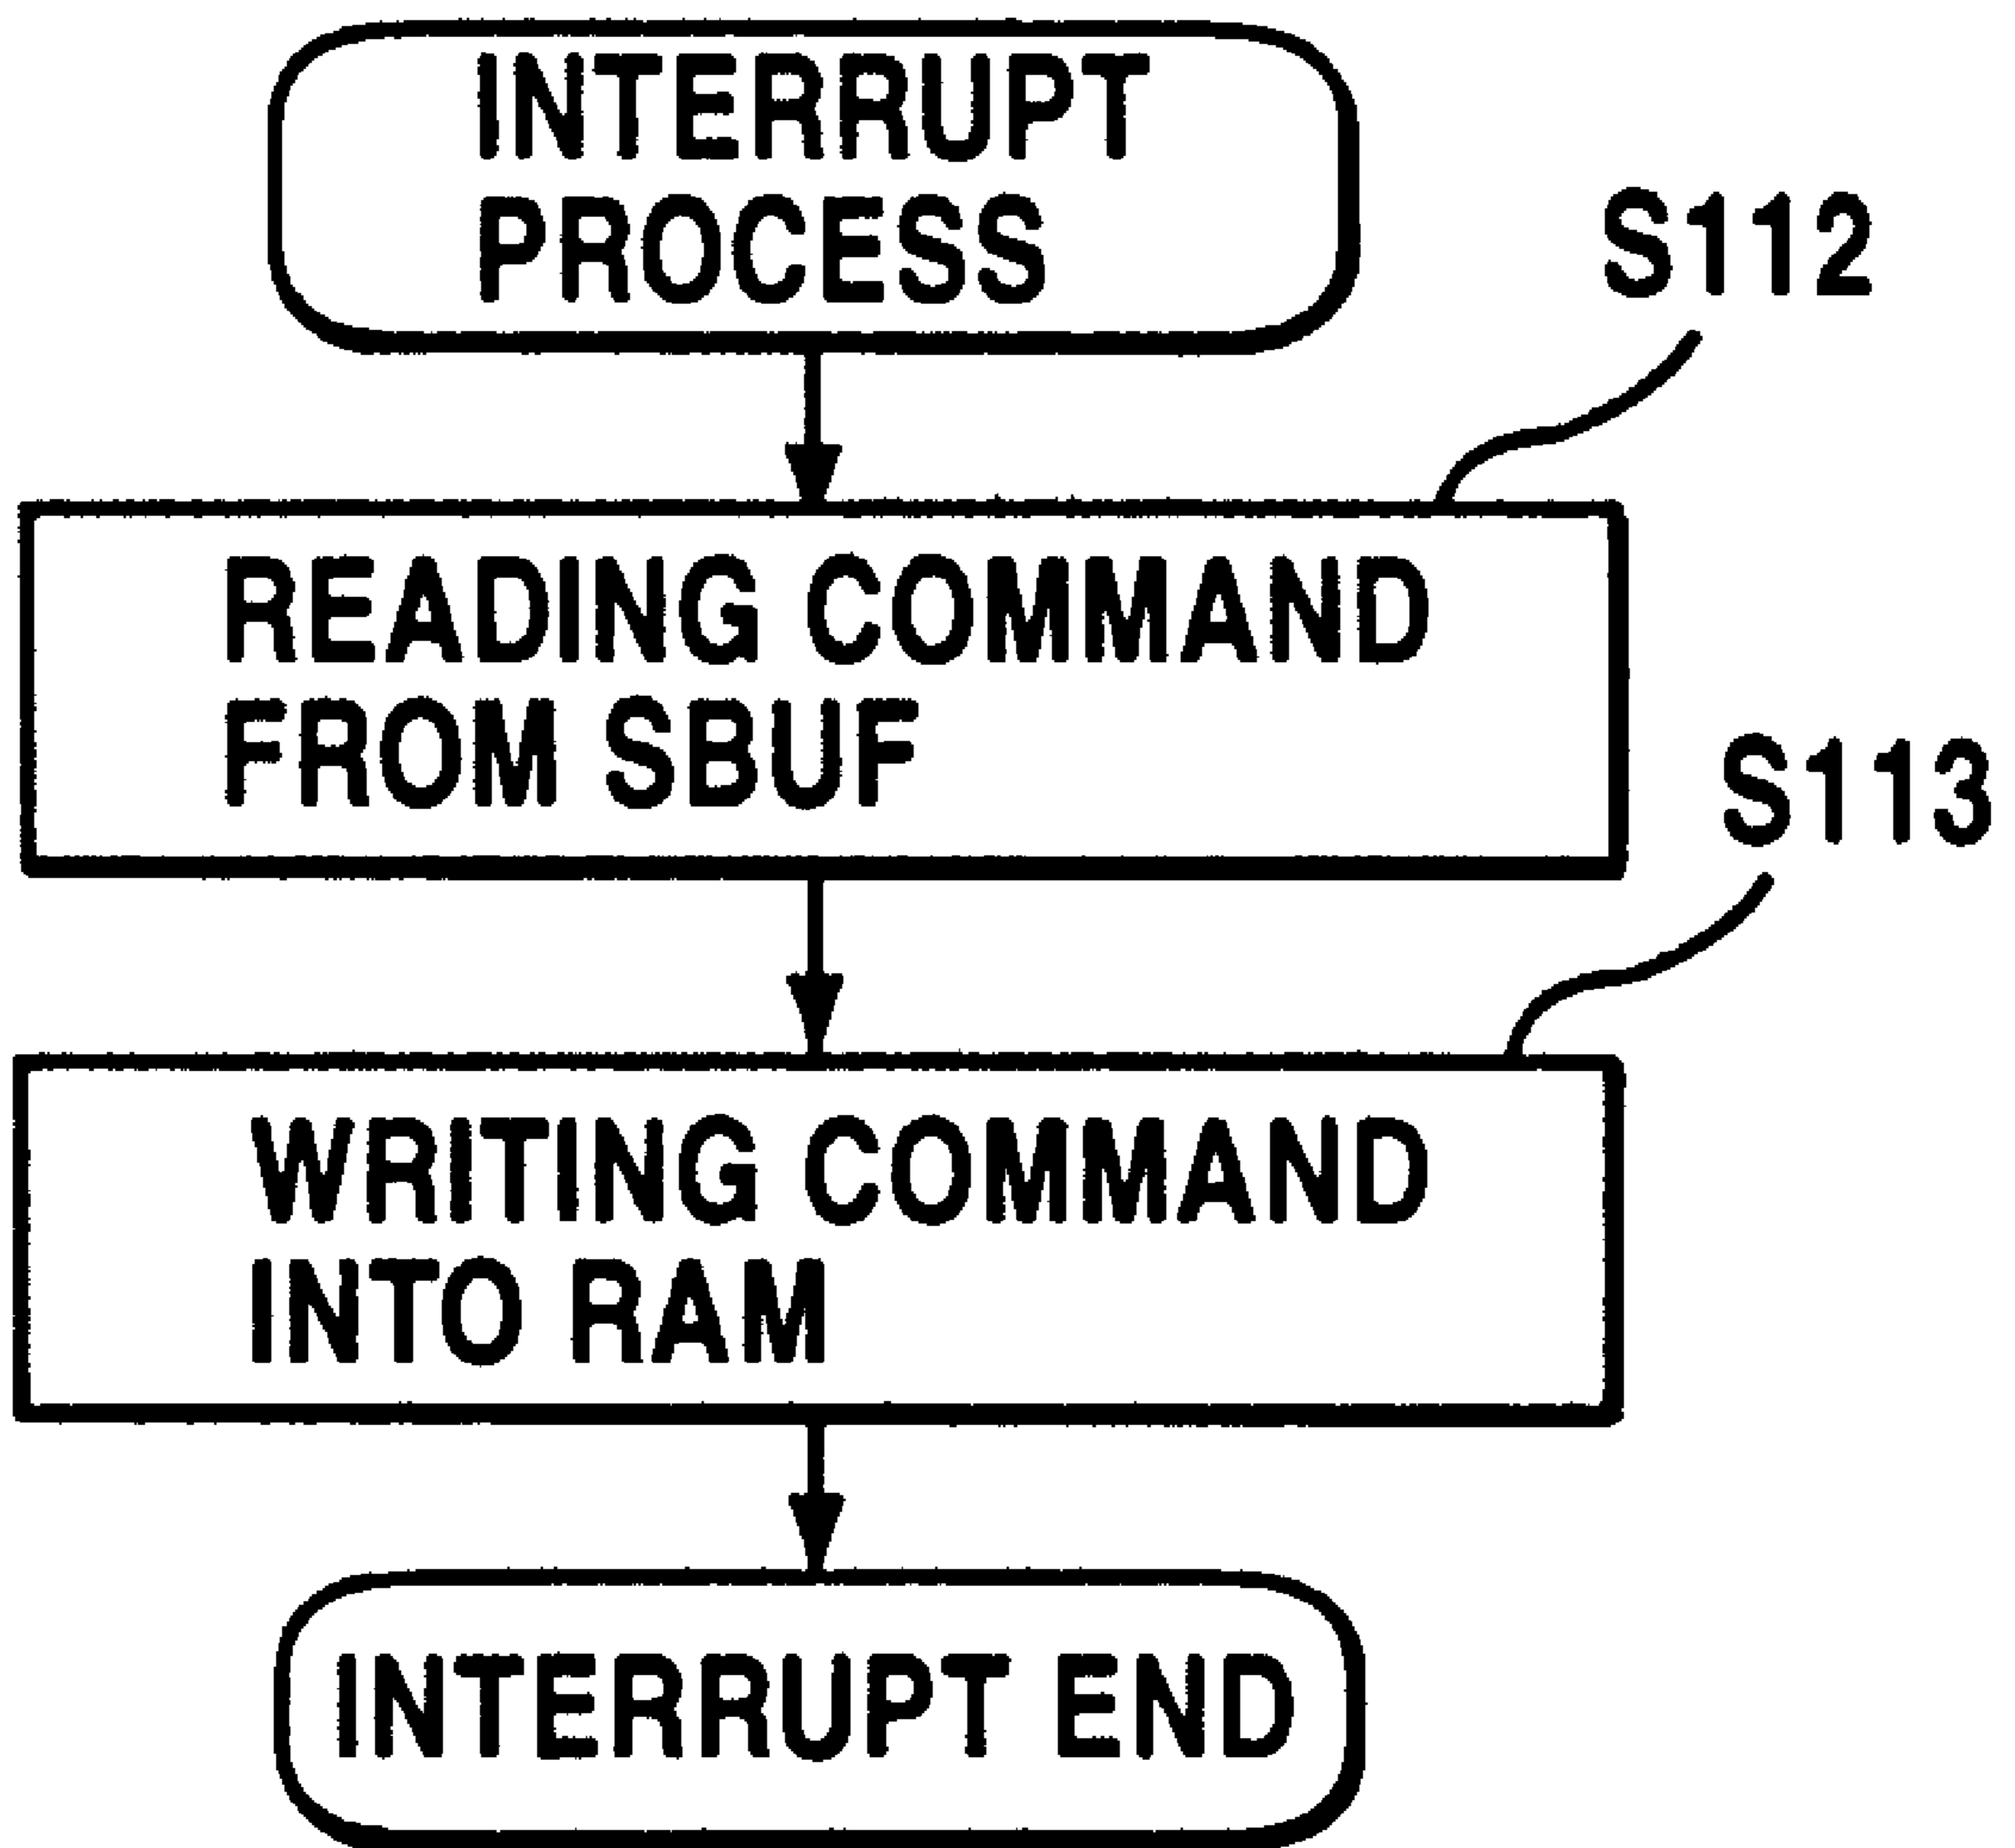 INTERRUPT
PROCESS
S112
READING COMMAND
FROM SBUF
S113
WRITING COMMAND
INTO RAM
INTERRUPT END